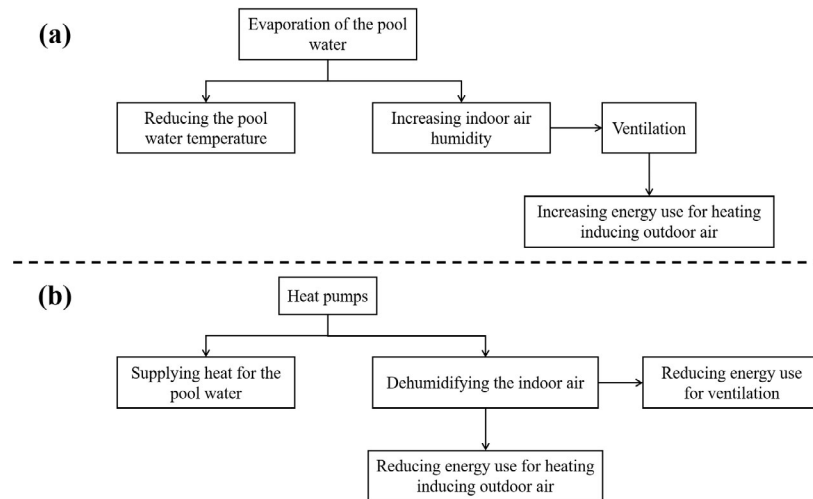 (a)
Evaporation of the pool
water
Reducing the pool
water temperature
Increasing indoor air
humidity
Ventilation
Increasing energy use for heating
inducing outdoor air
(b)
Heat pumps
Supplying heat for the
pool water
Dehumidifying the indoor air
Reducing energy use
for ventilation
Reducing energy use for heating
inducing outdoor air